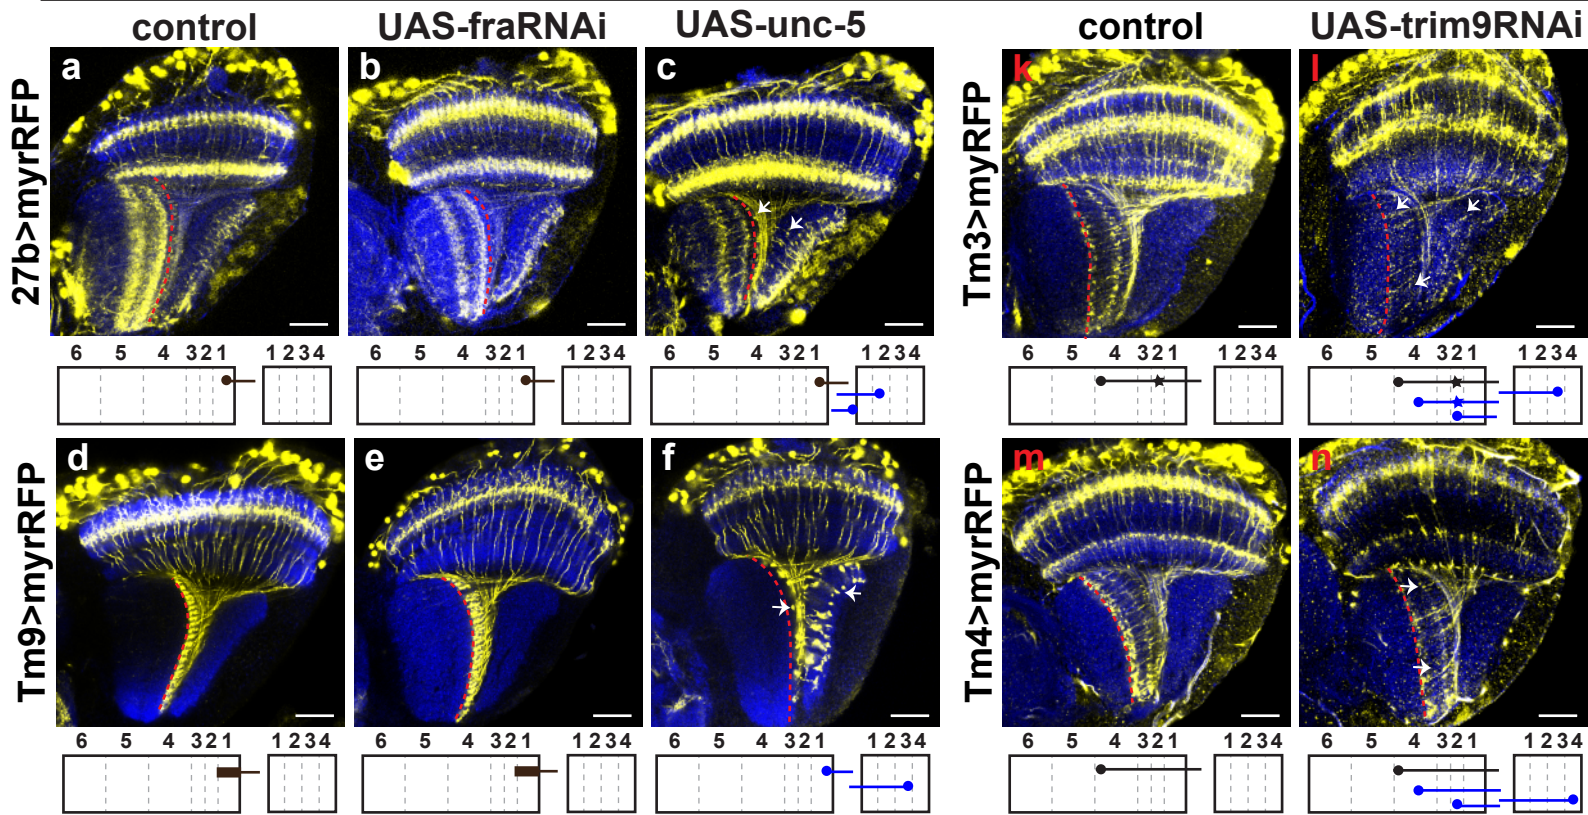 control UAS-fraRNAi UAS-unc-5 control UAS-trim9RNAi
27b>myrRFP
a b c
Tm3>myRFP
k l
6 5 4 3 2 1 1 2 3 4
6 5 4 3 2 1 1 2 3 4
6 5 4 3 2 1 1 2 3 4
6 5 4 3 2 1 1 2 3 4
6 4 3 2 1 1 2 3 4
Tm9>myrRFP
d e f
Tm4>myrRFP
m n
6 5 4 3 2 1 1 2 3 4
6 5 4 3 2 1 1 2 3 4
6 5 4 3 2 1 1 2 3 4
6 5 4 3 2 1 1 2 3 4
6 5 4 3 2 1 1 2 3 4